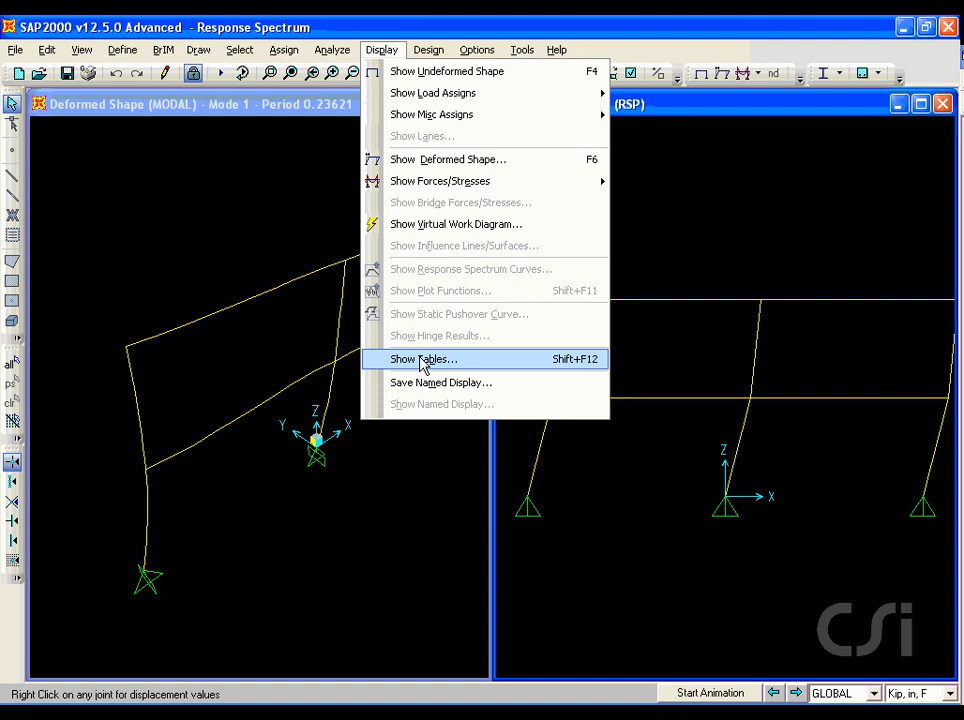 SAP2000 v12.5.0 Advanced - Response Spectrum
File Edit View Define BrIM Draw Select Assign Analyze Display Design Options Tools Help
nd
Deformed Shape (MODAL) - Mode 1 - Period 0.23621
(RSP)
Show Undeformed Shape F4
Show Load Assigns
Show Misc Assigns
Show Lanes...
Show Deformed Shape... F6
Show Forces/Stresses
Show Bridge Forces/Stresses...
Show Virtual Work Diagram...
Show Influence Lines/Surfaces...
Show Response Spectrum Curves...
Show Plot Functions... Shift+F11
Show Static Pushover Curve...
Show Hinge Results...
Show Tables... Shift+F12
Save Named Display...
Show Named Display...
all
ps
clr
Z
Y
X
Z
X
CSi
Right Click on any joint for displacement values
Start Animation
GLOBAL
Kip, in, F